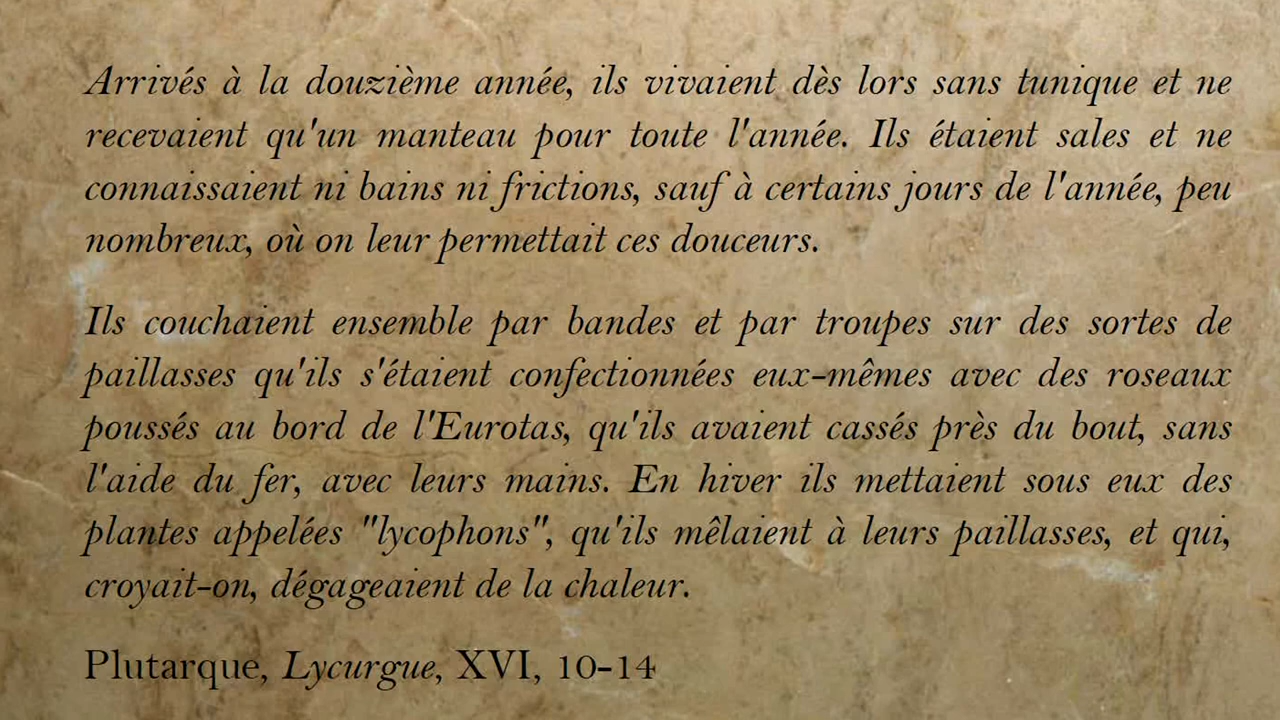 Arrivés à la douzième année, ils vivaient dès lors sans tunique et ne
recevaient qu'un manteau pour toute l'année. Ils étaient sales et ne
connaissaient ni bains ni frictions, sauf à certains jours de l'année, peu
nombreux, où on leur permettait ces douceurs.
Ils couchaient ensemble par bandes et par troupes sur des sortes de
paillasses qu'ils s'étaient confectionnées eux-mêmes avec des roseaux
poussés au bord de l'Eurotas, qu'ils avaient cassés près du bout, sans
l'aide du fer, avec leurs mains. En hiver ils mettaient sous eux des
plantes appelées "lycophons", qu'ils mêlaient à leurs paillasses, et qui,
croyait-on, dégageaient de la chaleur.
Plutarque, Lycurgue, XVI, 10-14